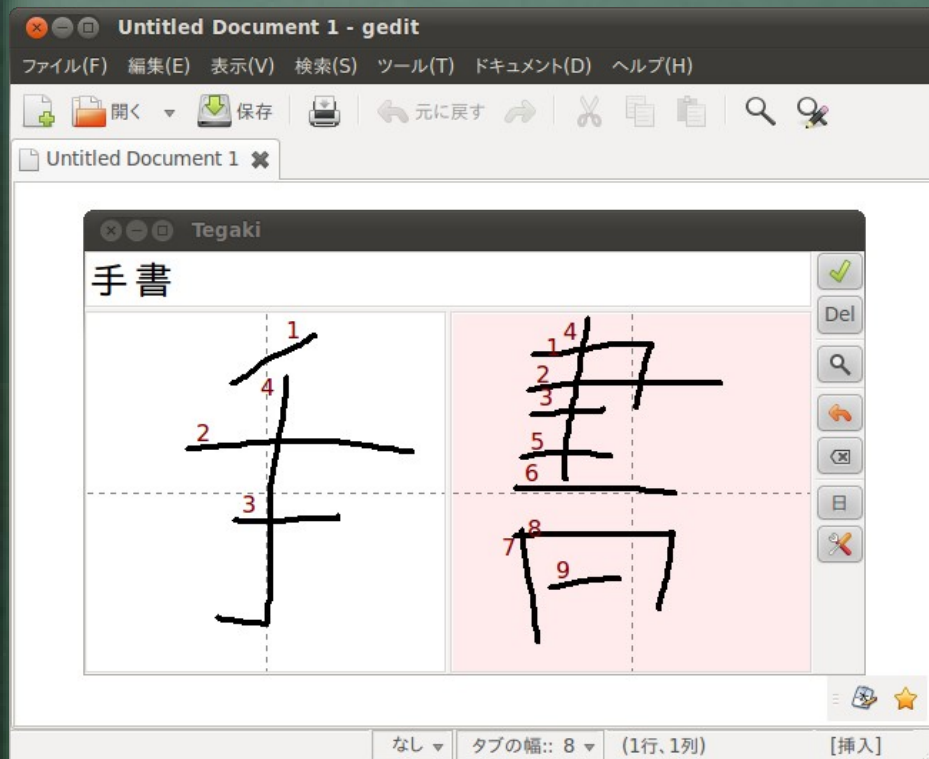 Untitled Document 1 - gedit
ファイル(F) 編集(E) 表示(V) 検索(S) ツール(T) ドキュメント(D) ヘルプ(H)
開く 保存 元に戻す
Untitled Document 1
Tegaki
手書
Del
1
4
2
3
4
1
2
3
5
6
8
7
9
日
なし タブの幅:: 8 (1行、1列) [挿入]